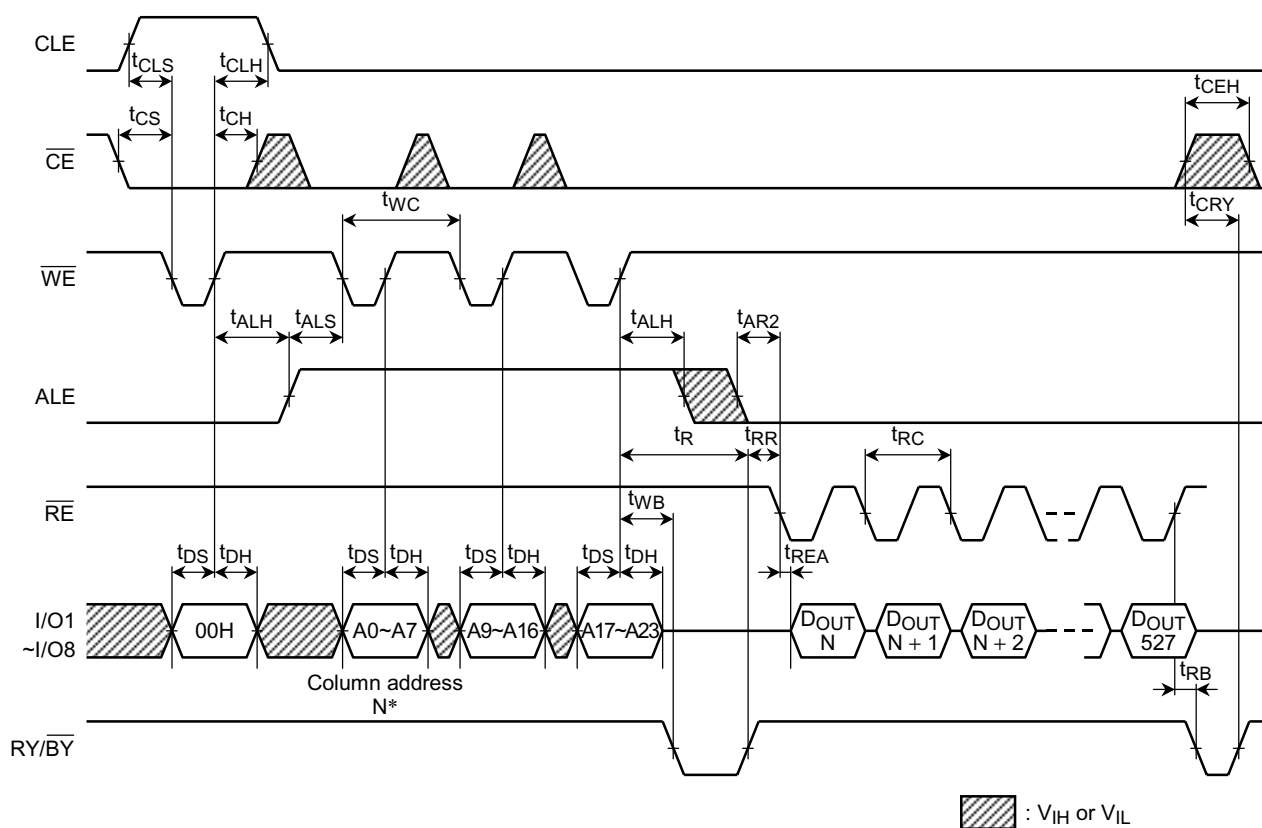 CLE
tCLS
tCLH
tCEH
tCS
tCH
CE
tWC
tCRY
WE
tALH
tALS
tALH
tAR2
ALE
tR
tRR
tRC
RE
tWB
tDS tDH
tDS tDH
tDS tDH
tDS tDH
tREA
I/O1
~I/O8
00H
A0~A7
A9~A16
A17~A23
DOUT
N
DOUT
N + 1
DOUT
N + 2
DOUT
527
Column address
N*
tRB
RY/BY
: VIH or VIL